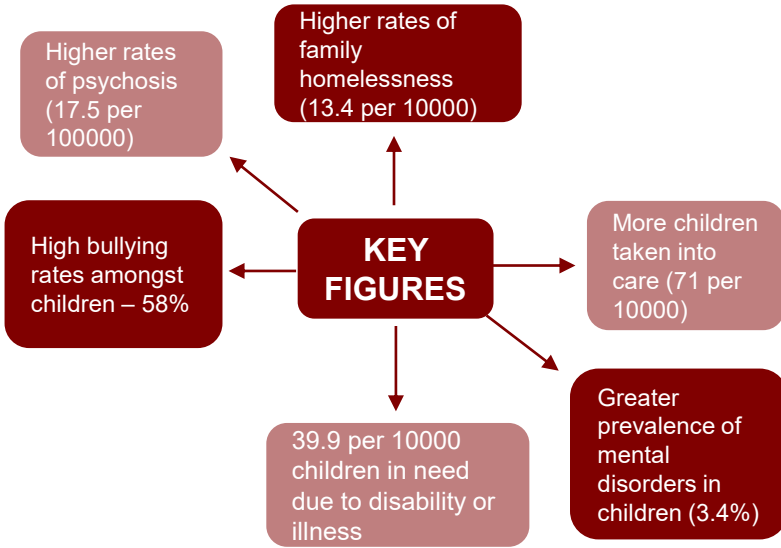 Higher rates
of psychosis
(17.5 per
100000)
Higher rates of
family
homelessness
(13.4 per 10000)
High bullying
rates amongst
children – 58%
KEY
FIGURES
More children
taken into
care (71 per
10000)
39.9 per 10000
children in need
due to disability or
illness
Greater
prevalence of
mental
disorders in
children (3.4%)